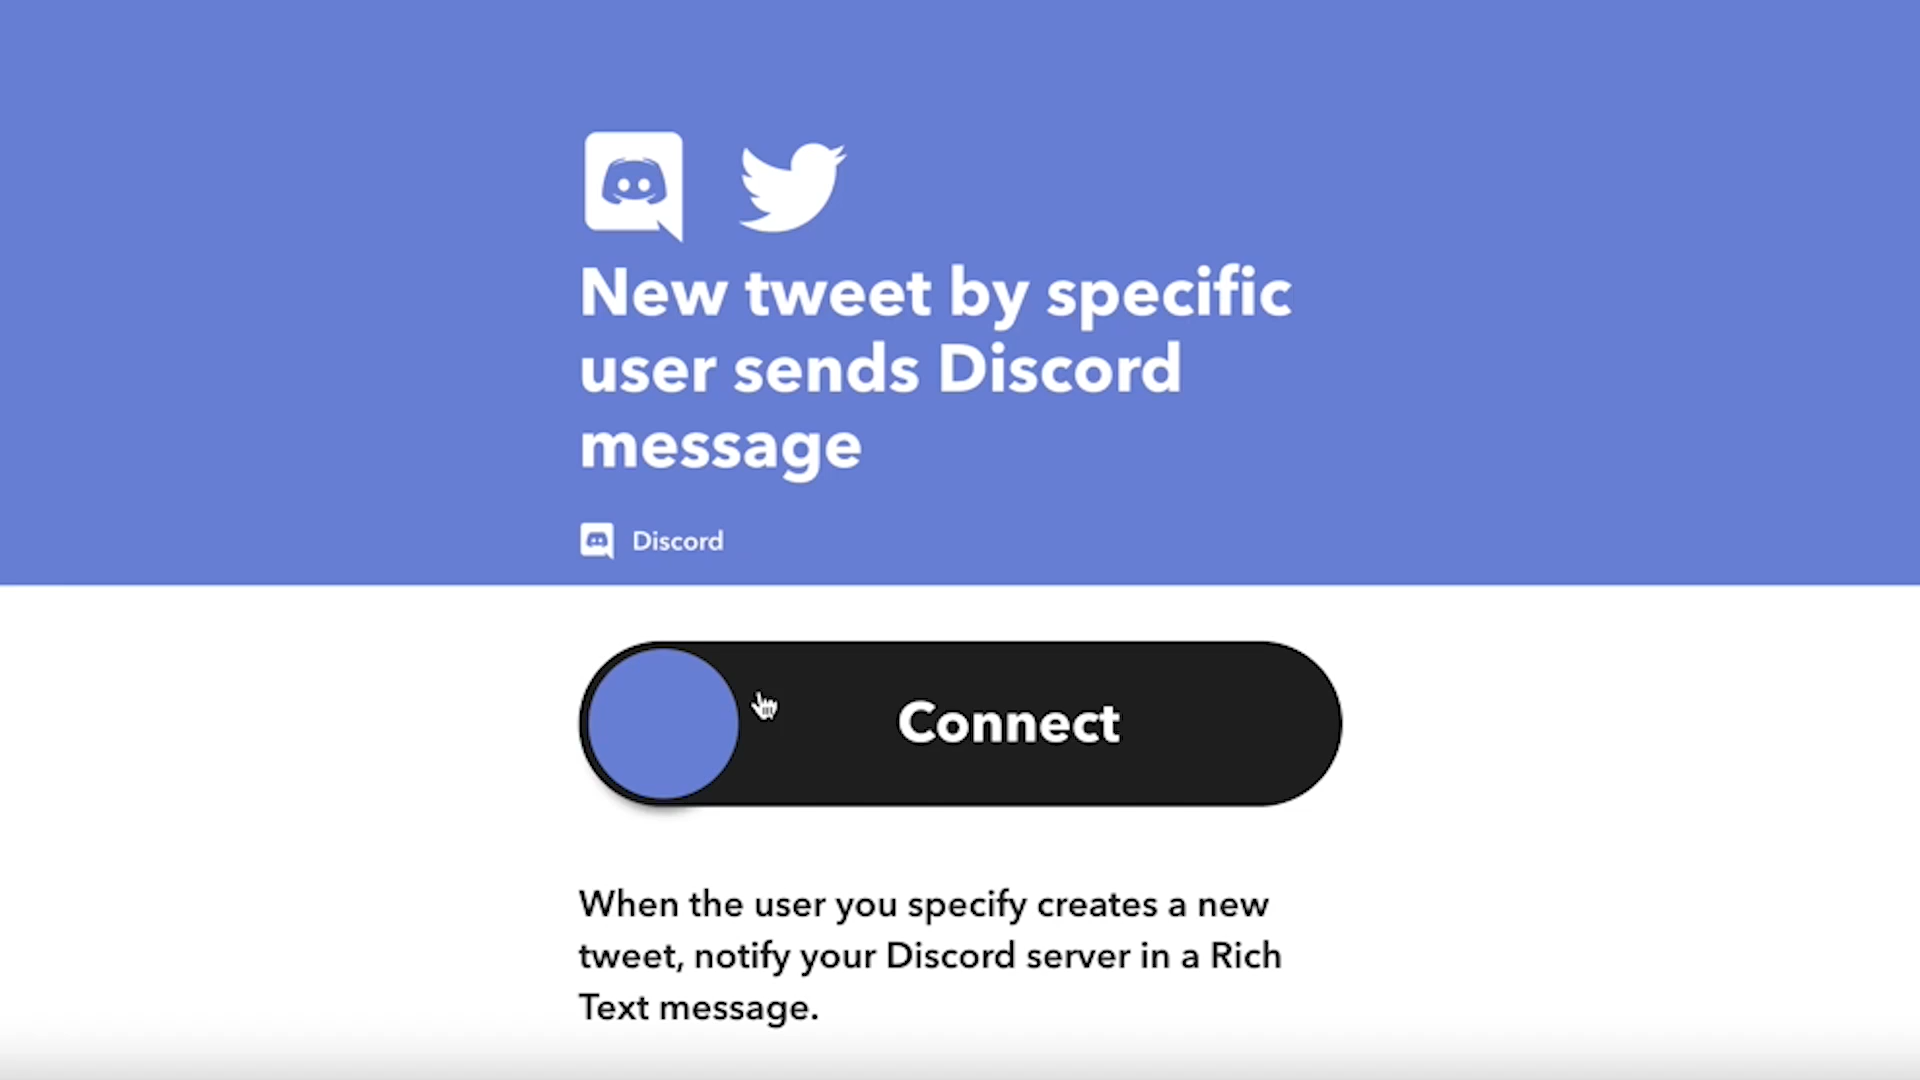 New tweet by specific
user sends Discord
message
Discord
Connect
When the user you specify creates a new
tweet, notify your Discord server in a Rich
Text message.